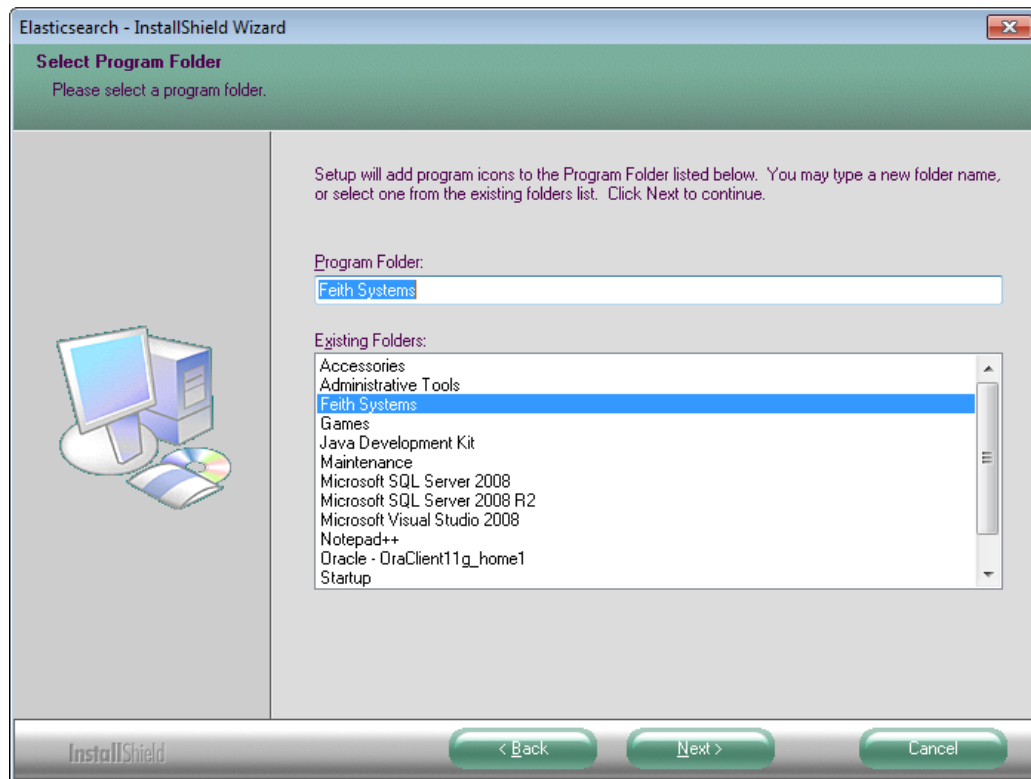 Elasticsearch - InstallShield Wizard
Select Program Folder
Please select a program folder.
Setup will add program icons to the Program Folder listed below. You may type a new folder name,
or select one from the existing folders list. Click Next to continue.
Program Folder:
Feith Systems
Existing Folders:
Accessories
Administrative Tools
Feith Systems
Games
Java Development Kit
Maintenance
Microsoft SQL Server 2008
Microsoft SQL Server 2008 R2
Microsoft Visual Studio 2008
Notepad++
Oracle - OraClient11g_home1
Startup
InstallShield
< Back
Next >
Cancel